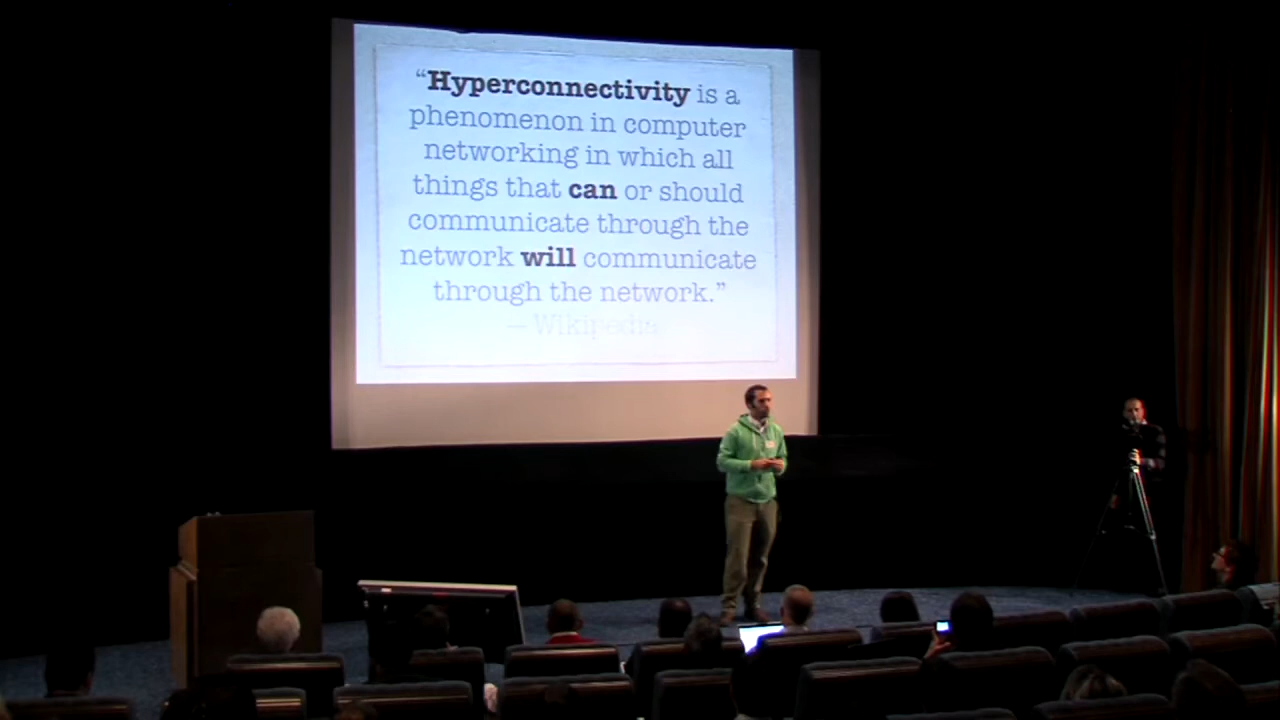 “Hyperconnectivity is a
phenomenon in computer
networking in which all
things that can or should
communicate through the
network will communicate
through the network.”
— Wikipedia